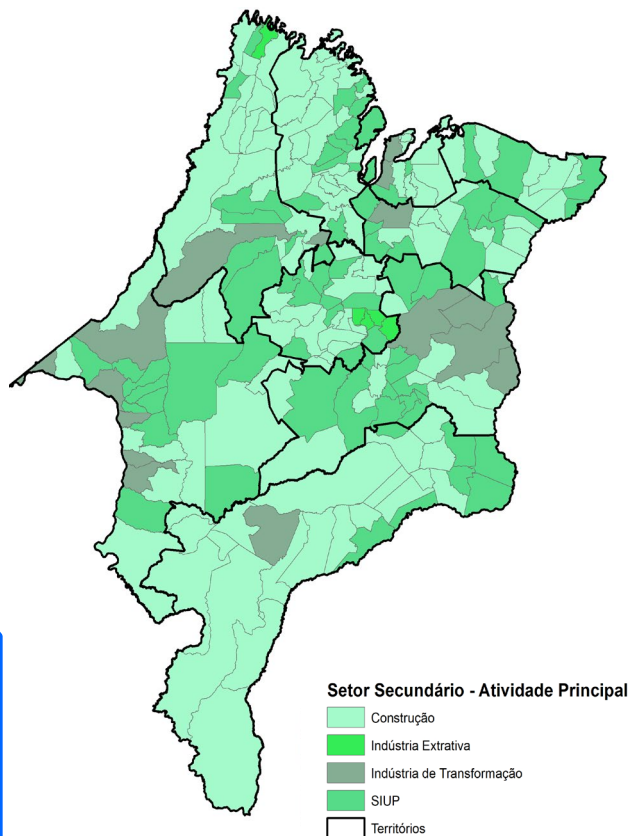 Setor Secundário - Atividade Principal
Construção
Indústria Extrativa
Indústria de Transformação
SIUP
Territórios